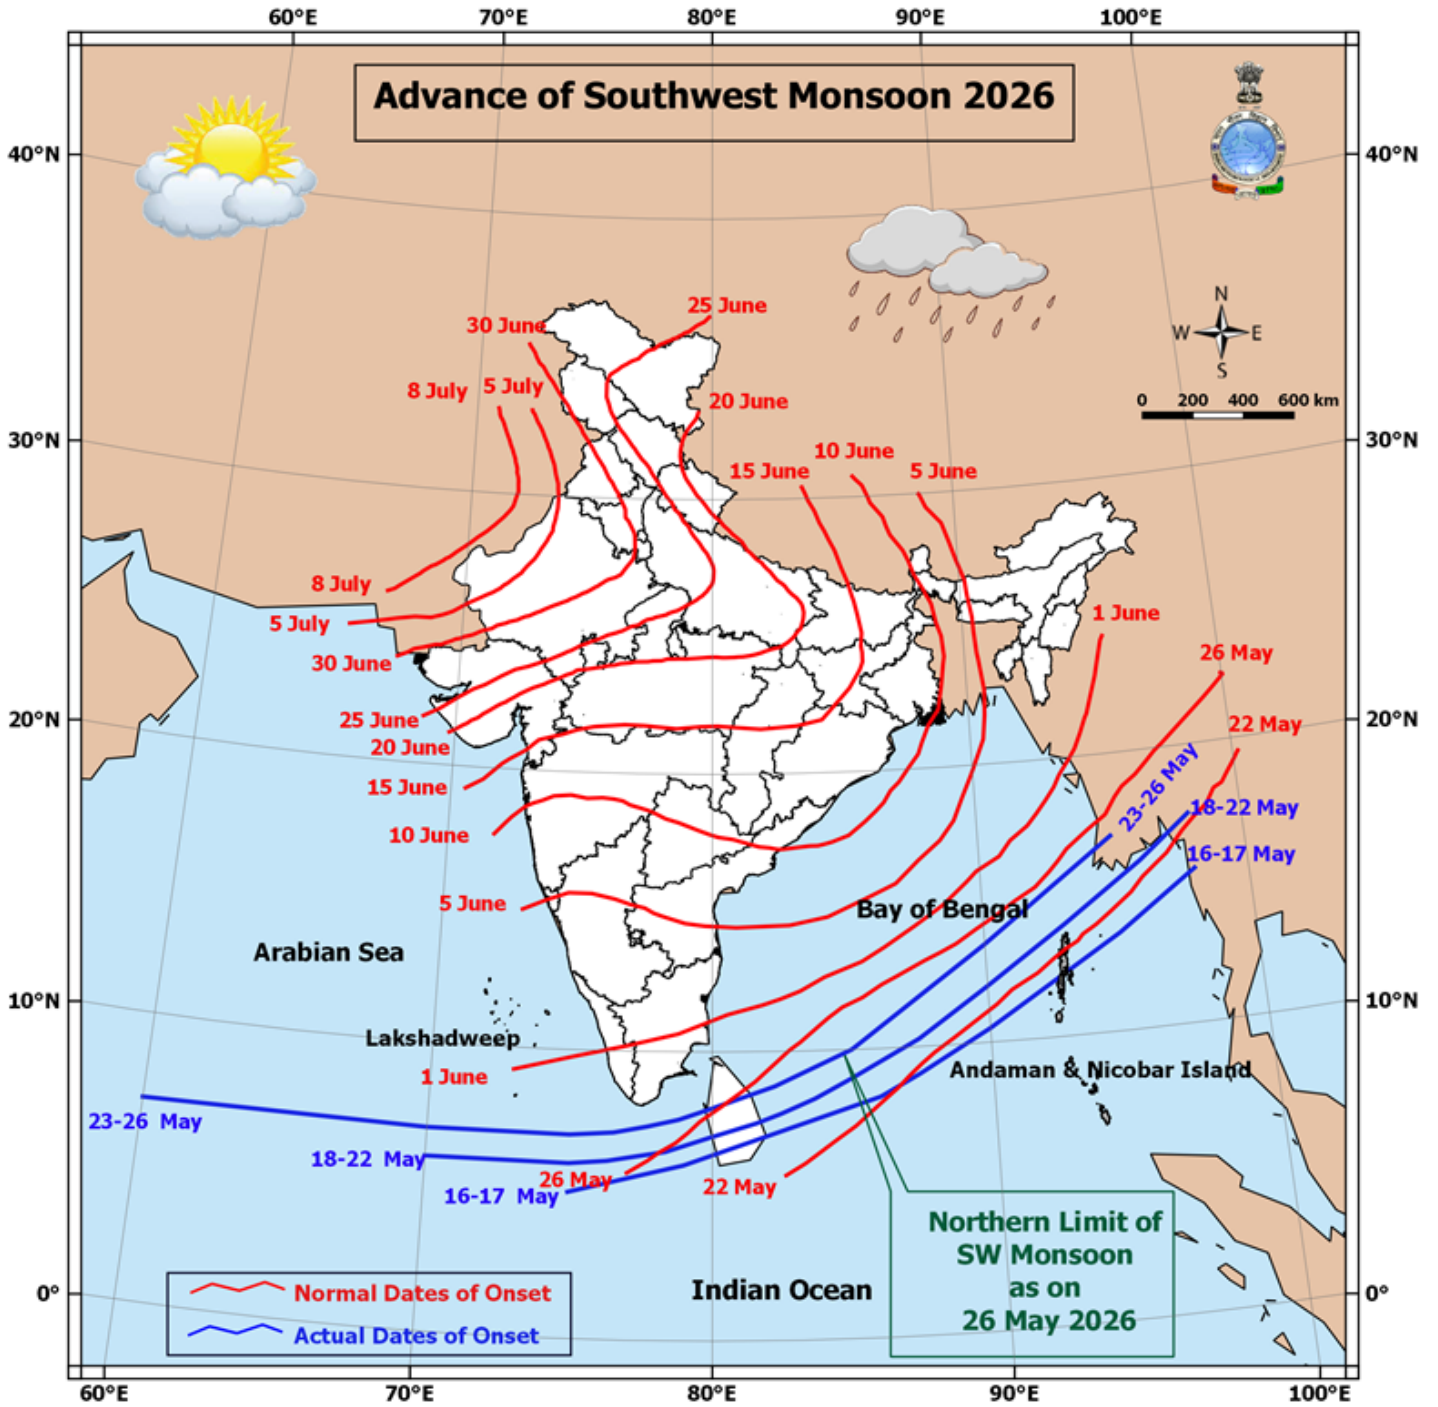 60°E 70°E 80°E 90°E 100°E
Advance of Southwest Monsoon 2026
40°N 40°N
N
W E
S
25 June
30 June
8 July 5 July
20 June
0 200 400 600 km
30°N 30°N
10 June
15 June 5 June
8 July
1 June
5 July
26 May
30 June
25 June
20°N 20°N
22 May
20 June
23-26 May
15 June
18-22 May
10 June
16-17 May
5 June
Bay of Bengal
Arabian Sea
10°N 10°N
Lakshadweep
Andaman & Nicobar Island
1 June
23-26 May
18-22 May
26 May
22 May
16-17 May
Northern Limit of
SW Monsoon
as on
26 May 2026
0° 0°
Indian Ocean
Normal Dates of Onset
Actual Dates of Onset
60°E 70°E 80°E 90°E 100°E